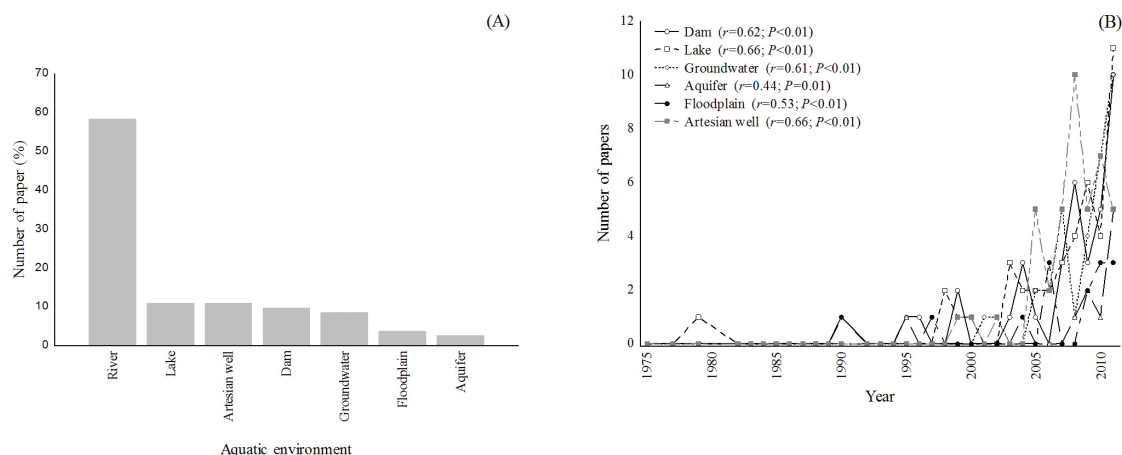 (A)
70
60
50
40
30
20
10
0
Number of paper (%)
River
Lake
Artesian well
Dam
Groundwater
Floodplain
Aquifer
Aquatic environment
(B)
12
10
8
6
4
2
0
Number of papers
Dam (r=0.62; P<0.01)
Lake (r=0.66; P<0.01)
Groundwater (r=0.61; P<0.01)
Aquifer (r=0.44; P=0.01)
Floodplain (r=0.53; P<0.01)
Artesian well (r=0.66; P<0.01)
1975
1980
1985
1990
1995
2000
2005
2010
Year